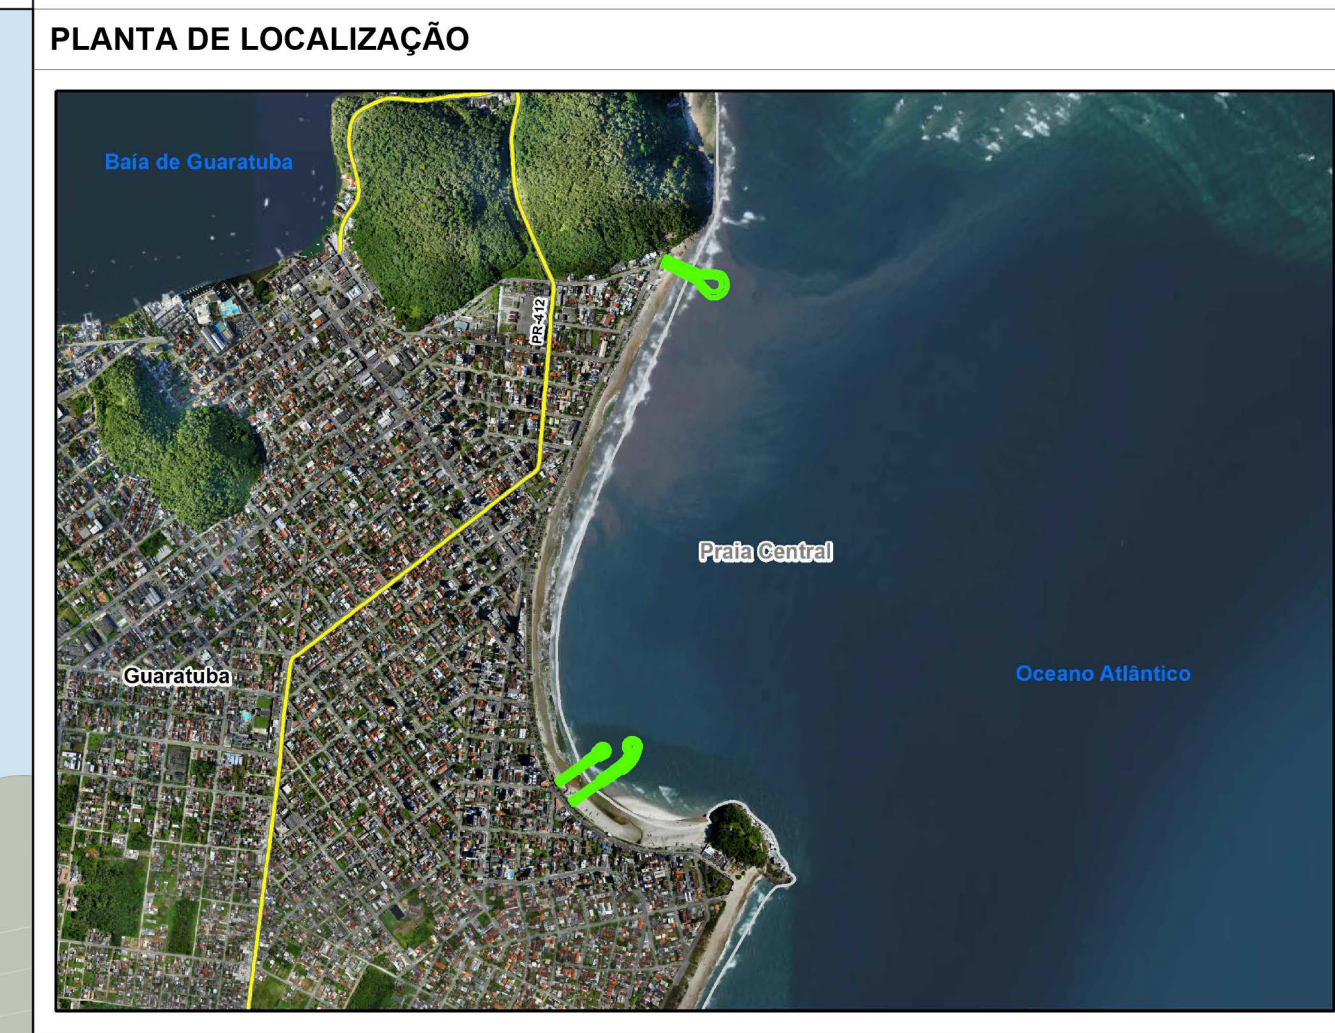 PLANTA DE LOCALIZAÇÃO
Baía de Guaratuba
PR-412
Praia Central
Guaratuba
Oceano Atlântico